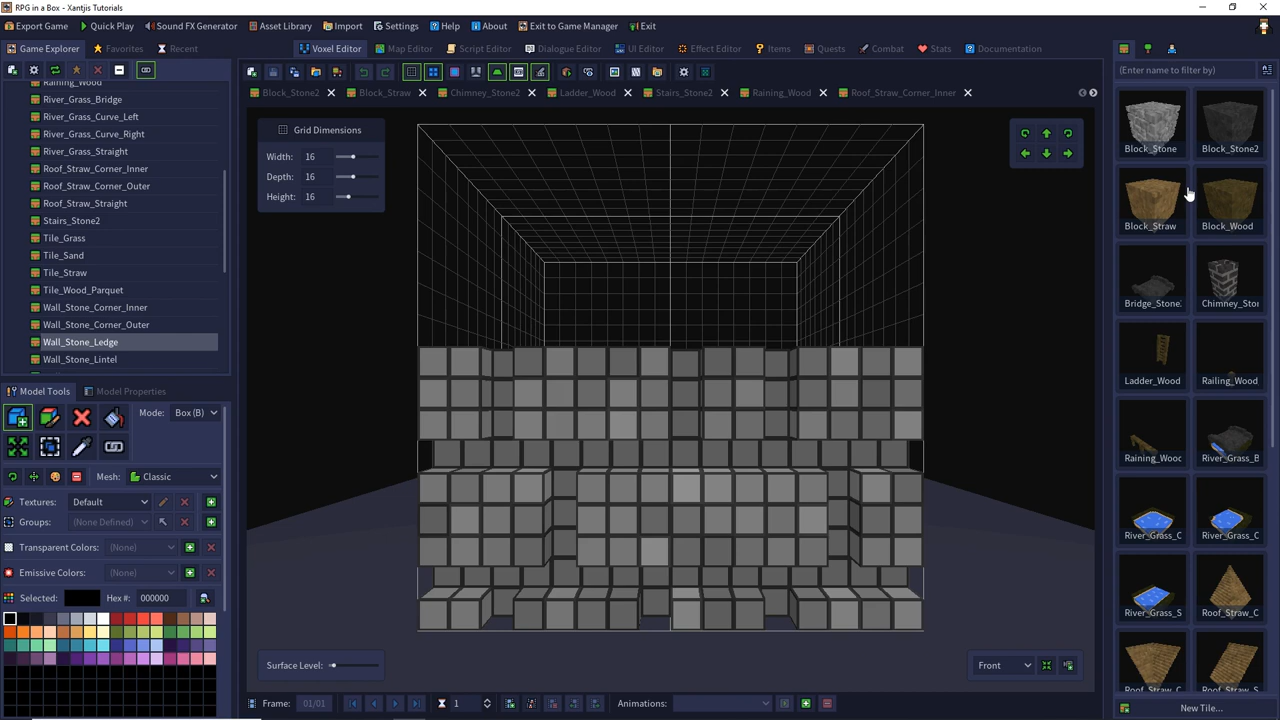 RPG in a Box - Xantjis Tutorials
Export Game Quick Play Sound FX Generator Asset Library Import Settings Help About Exit to Game Manager Exit
Game Explorer Favorites Recent Voxel Editor Map Editor Script Editor Dialogue Editor UI Editor Effect Editor Items Quests Combat Stats Documentation
(Enter name to filter by)
Block_Stone2 Block_Straw Chimney_Stone2 Ladder_Wood Stairs_Stone2 Raining_Wood Roof_Straw_Corner_Inner
Raining_Wood
River_Grass_Bridge
River_Grass_Curve_Left
River_Grass_Curve_Right
River_Grass_Straight
Roof_Straw_Corner_Inner
Roof_Straw_Corner_Outer
Roof_Straw_Straight
Stairs_Stone2
Tile_Grass
Tile_Sand
Tile_Straw
Tile_Wood_Parquet
Wall_Stone_Corner_Inner
Wall_Stone_Corner_Outer
Wall_Stone_Ledge
Wall_Stone_Lintel
Model Tools Model Properties
Mode: Box (B)
Mesh: Classic
Textures: Default
Groups: (None Defined)
Transparent Colors: (None)
Emissive Colors: (None)
Selected: Hex #: 000000
Grid Dimensions
Width: 16
Depth: 16
Height: 16
Surface Level:
Front
Frame: 01/01 1 Animations:
Block_Stone Block_Stone2
Block_Straw Block_Wood
Bridge_Stone Chimney_Stor
Ladder_Wood Railing_Wood
Raining_Wooc River_Grass_B
River_Grass_C River_Grass_C
River_Grass_S Roof_Straw_C
Roof_Straw_C Roof_Straw_S
New Tile...